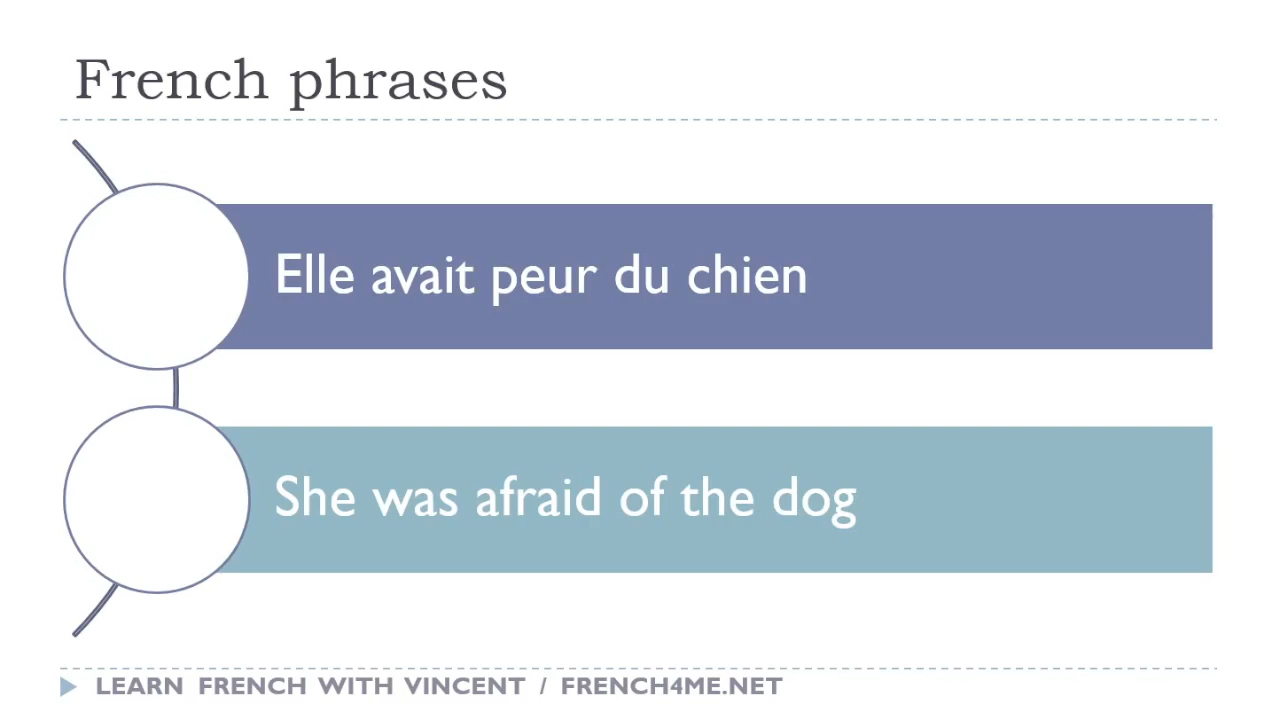 French phrases
Elle avait peur du chien
She was afraid of the dog
LEARN FRENCH WITH VINCENT / FRENCH4ME.NET